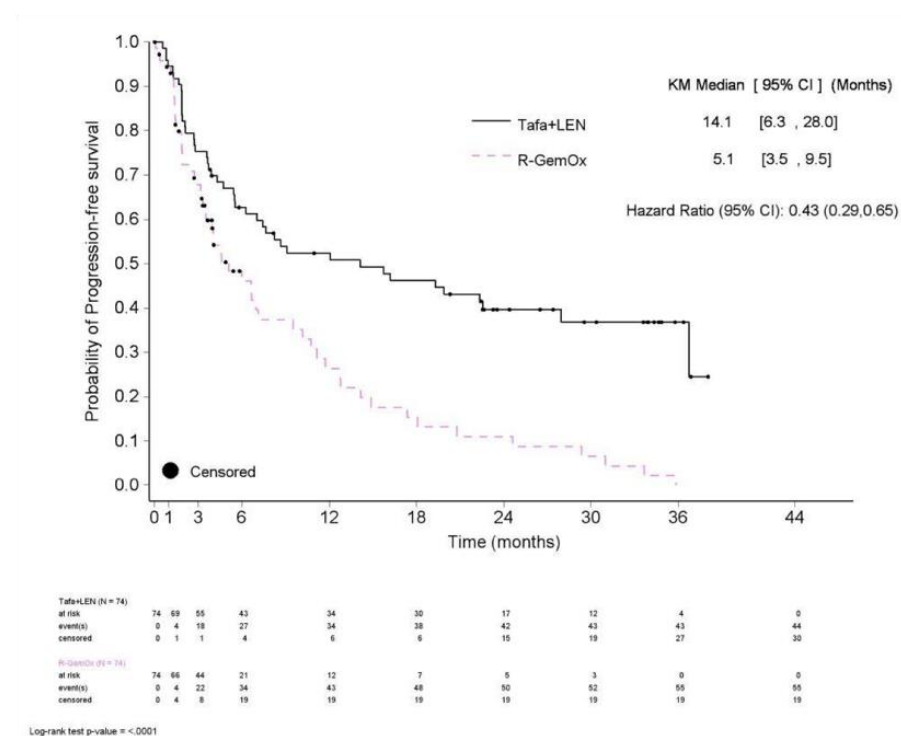 1.0
0.9
0.8
0.7
0.6
0.5
0.4
0.3
0.2
0.1
0.0
Probability of Progression-free survival
KM Median [ 95% CI ] (Months)
Tafa+LEN 14.1 [6.3 , 28.0]
R-GemOx 5.1 [3.5 , 9.5]
Hazard Ratio (95% CI): 0.43 (0.29,0.65)
Censored
0 1 3 6 12 18 24 30 36 44
Time (months)
Tafa+LEN (N = 74)
at risk 74 69 55 43 34 30 17 12 4 0
event(s) 0 4 18 27 34 38 42 43 43 44
censored 0 1 1 4 6 6 15 19 27 30
R-GemOx (N = 74)
at risk 74 66 44 21 12 7 5 3 0 0
event(s) 0 4 22 34 43 48 50 52 55 55
censored 0 4 8 19 19 19 19 19 19 19
Log-rank test p-value = <.0001